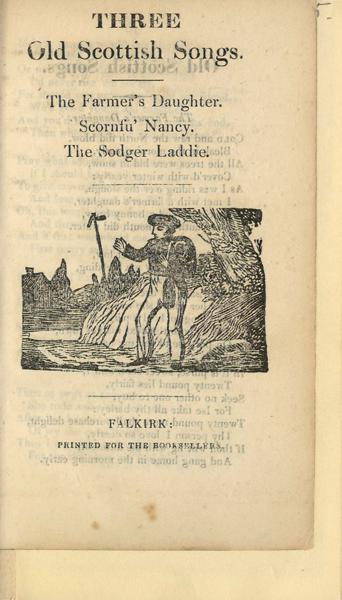 THREE
Old Scottish Songs.
The Farmer's Daughter.
Scornfu' Nancy.
The Sodger Laddie.
FALKIRK:
PRINTED FOR THE BOOKSELLERS.